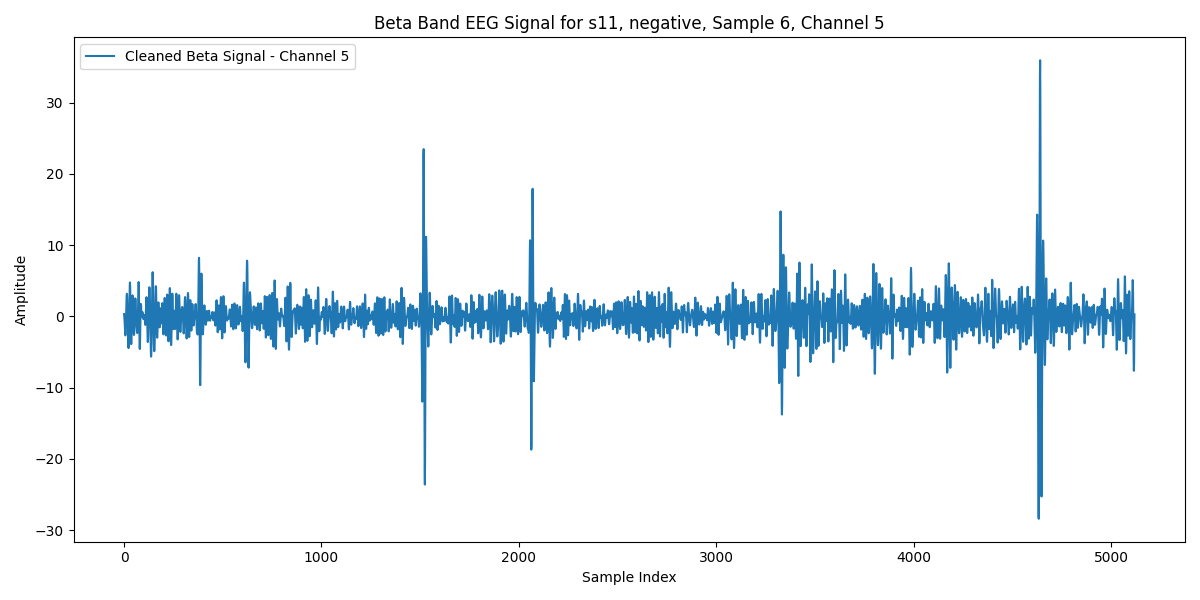 Beta Band EEG Signal for s11, negative, Sample 6, Channel 5
Cleaned Beta Signal - Channel 5
30
20
10
0
−10
−20
−30
Amplitude
0 1000 2000 3000 4000 5000
Sample Index